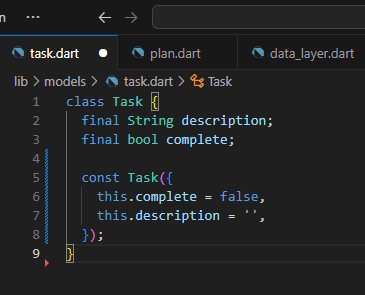 n ···
task.dart plan.dart data_layer.dart
lib > models > task.dart > Task
1 class Task {
2 final String description;
3 final bool complete;
4
5 const Task({
6 this.complete = false,
7 this.description = '',
8 });
9 }